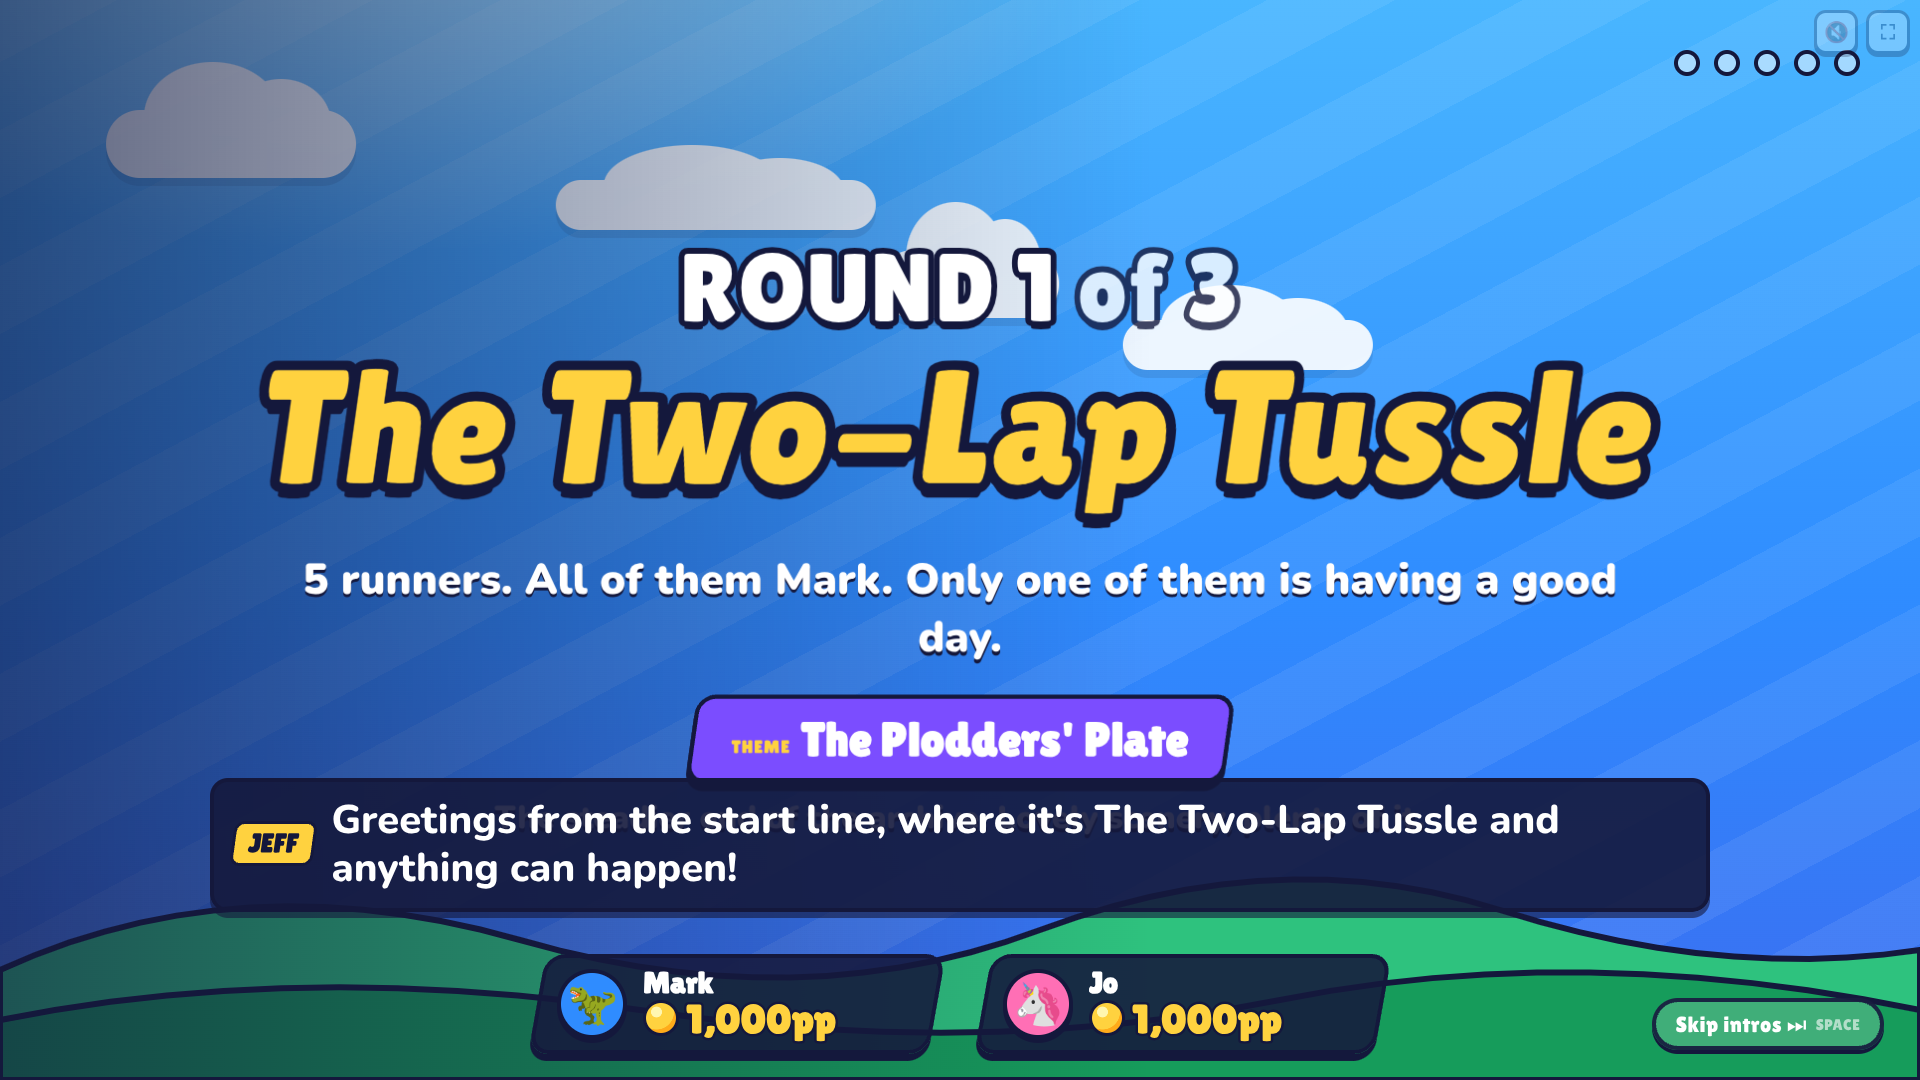 ROUND 1 of 3
The Two-Lap Tussle
5 runners. All of them Mark. Only one of them is having a good
day.
THEME The Plodders' Plate
JEFF
Greetings from the start line, where it's The Two-Lap Tussle and
anything can happen!
Mark
1,000pp
Jo
1,000pp
Skip intros SPACE